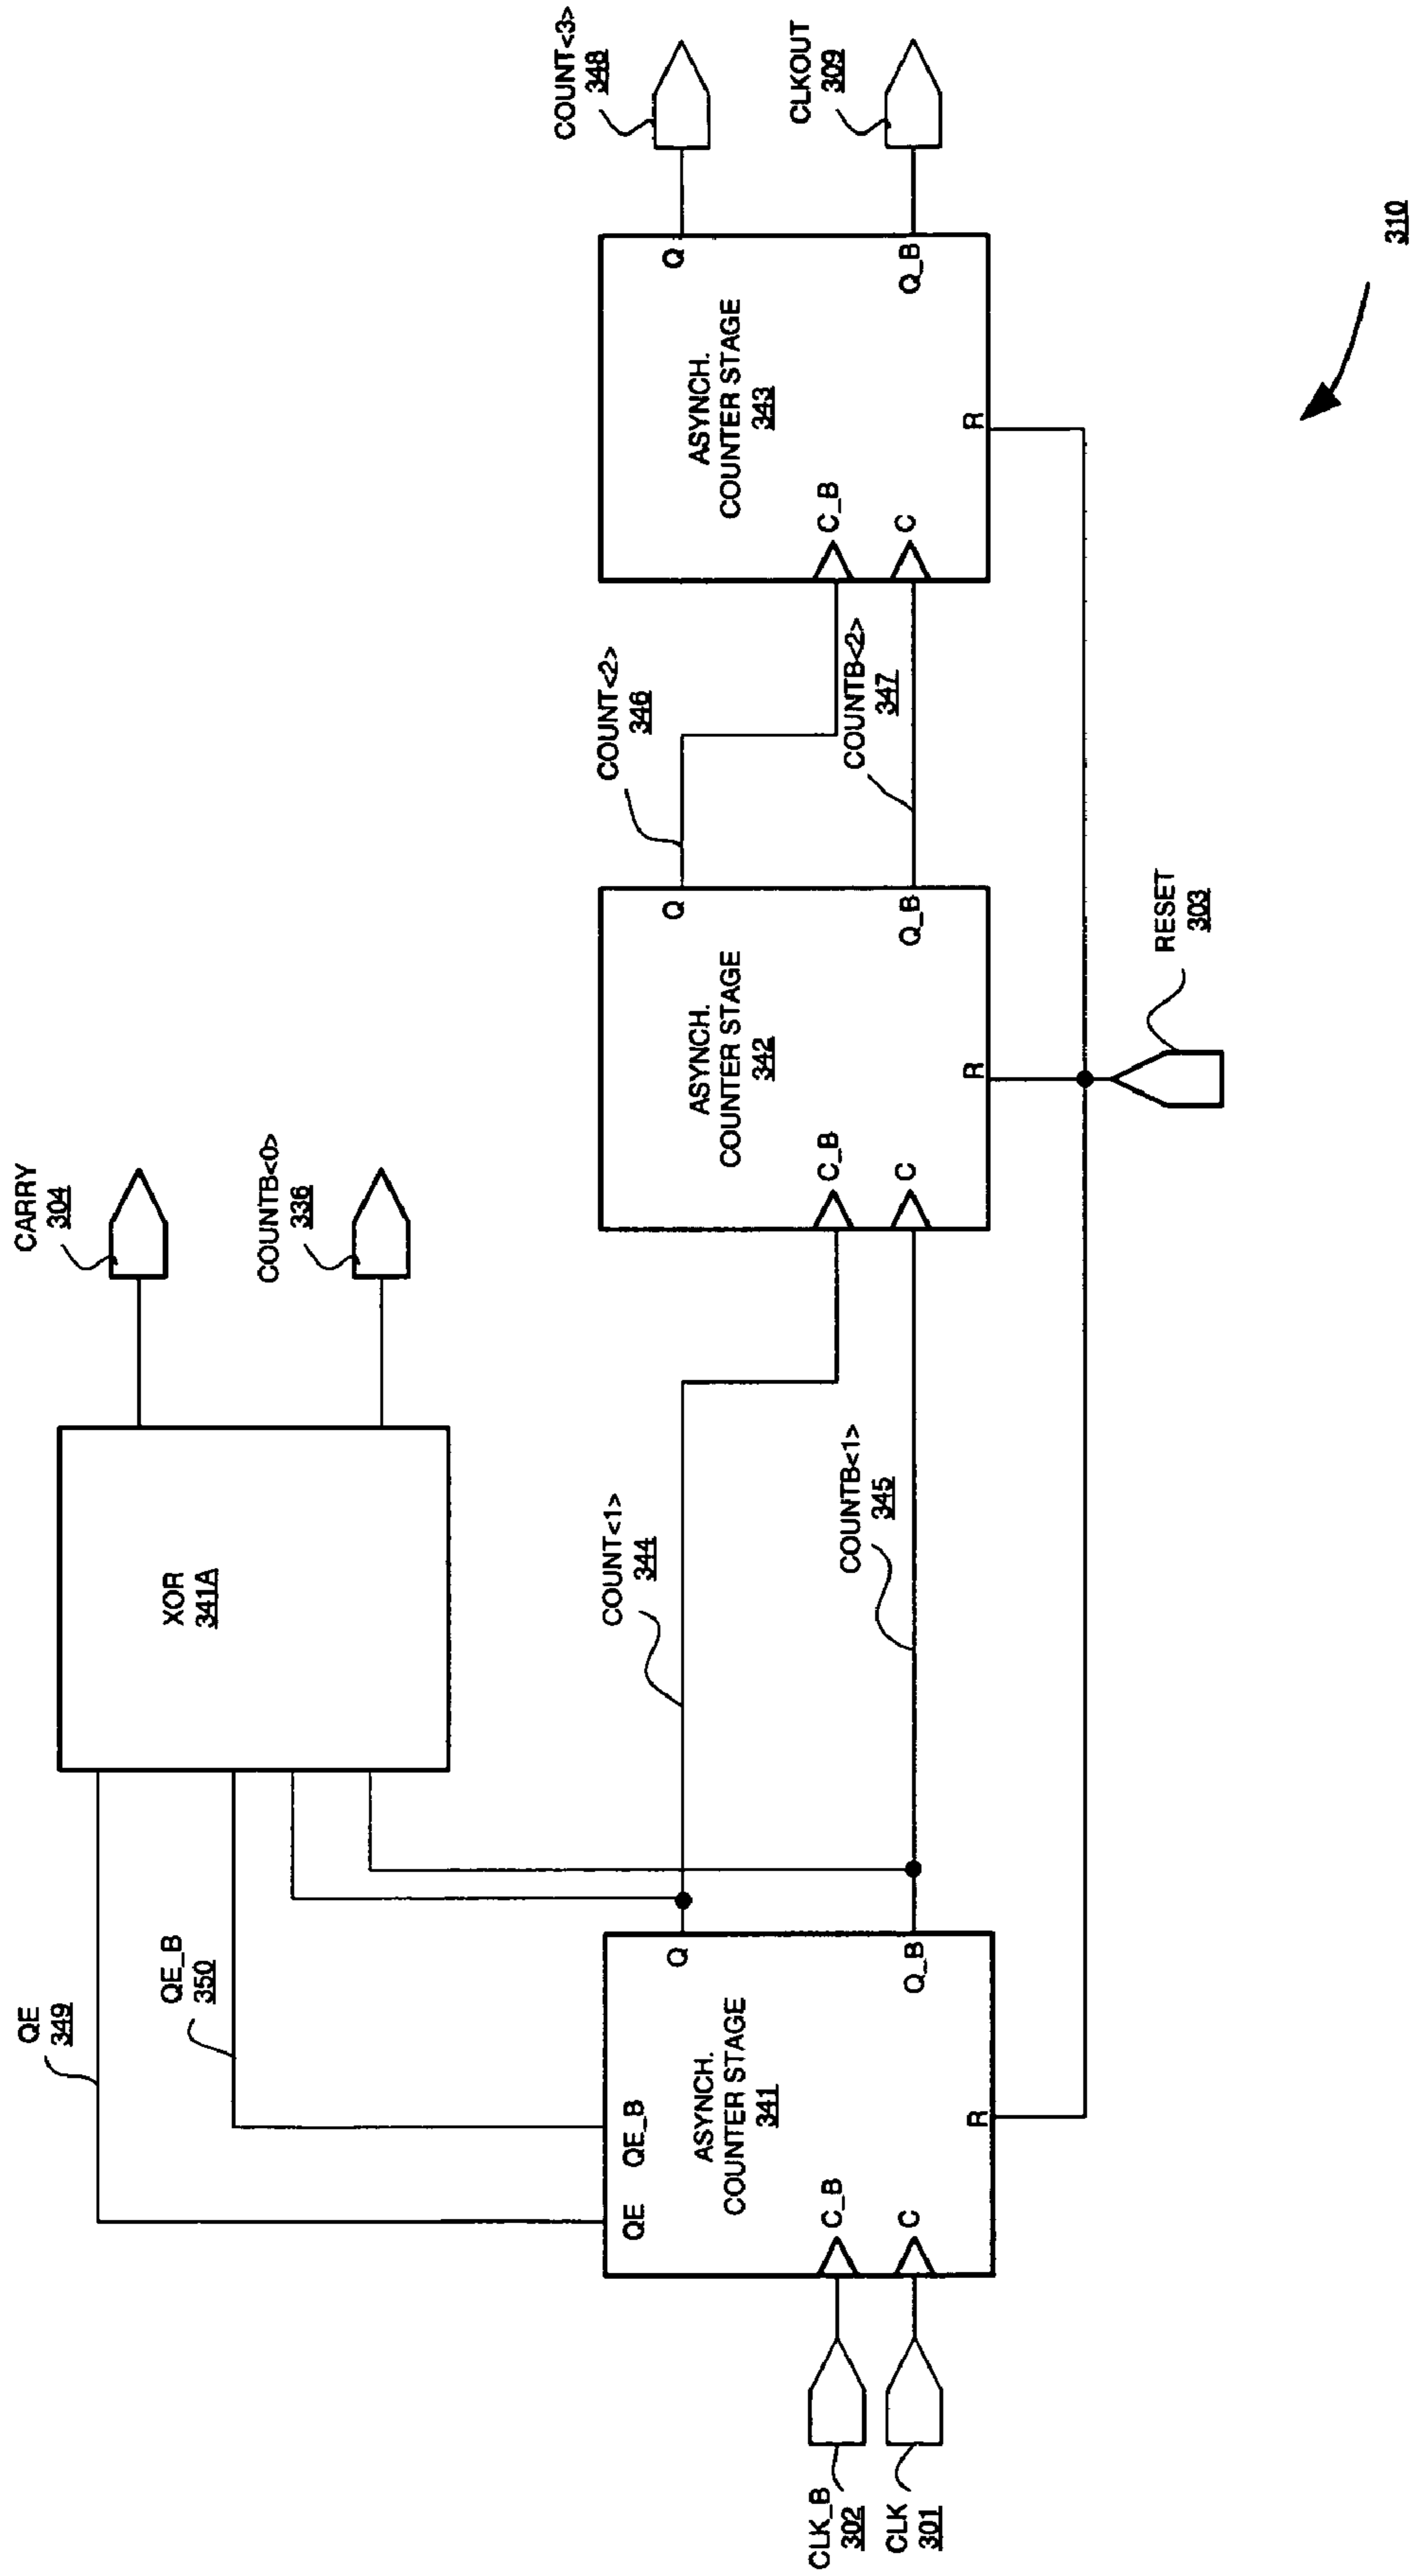 CARRY
304
COUNTB<0>
336
XOR
341A
QE
349
QE_B
350
COUNT<1>
344
COUNTB<1>
345
COUNT<2>
346
COUNTB<2>
347
COUNT<3>
348
CLKOUT
309
QE
QE_B
ASYNCH.
COUNTER STAGE
341
C_B
C
Q
Q_B
R
ASYNCH.
COUNTER STAGE
342
C_B
C
Q
Q_B
R
ASYNCH.
COUNTER STAGE
343
C_B
C
Q
Q_B
R
CLK_B
302
CLK
301
RESET
303
310